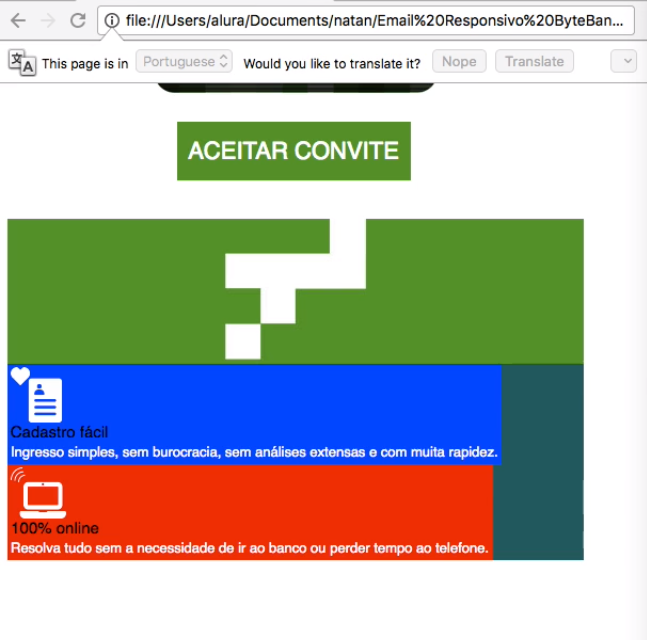 file:///Users/alura/Documents/natan/Email%20Responsivo%20ByteBan...
This page is in Portuguese Would you like to translate it? Nope Translate
ACEITAR CONVITE
Cadastro fácil
Ingresso simples, sem burocracia, sem análises extensas e com muita rapidez.
100% online
Resolva tudo sem a necessidade de ir ao banco ou perder tempo ao telefone.